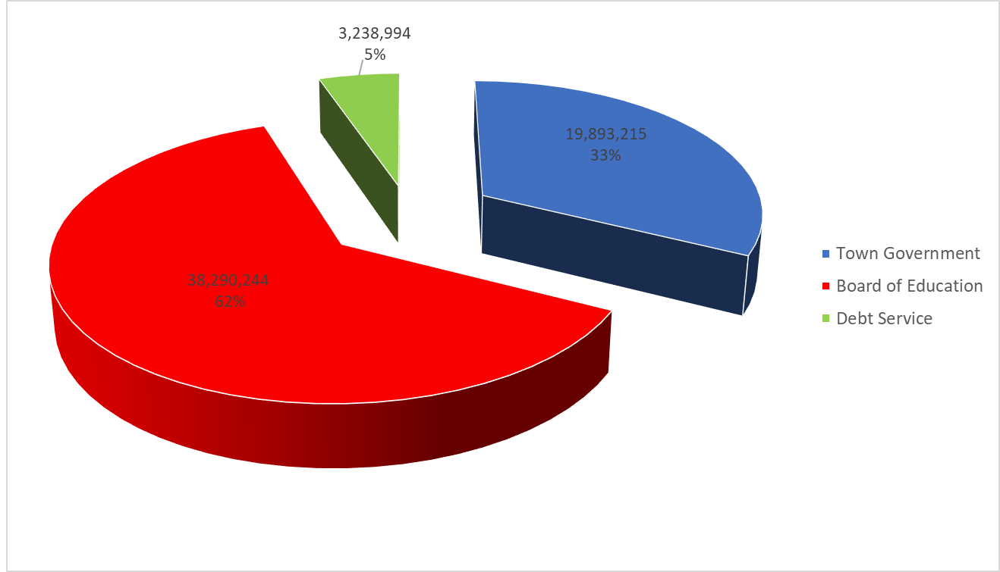 3,238,994
5%
19,893,215
33%
38,290,244
62%
Town Government
Board of Education
Debt Service